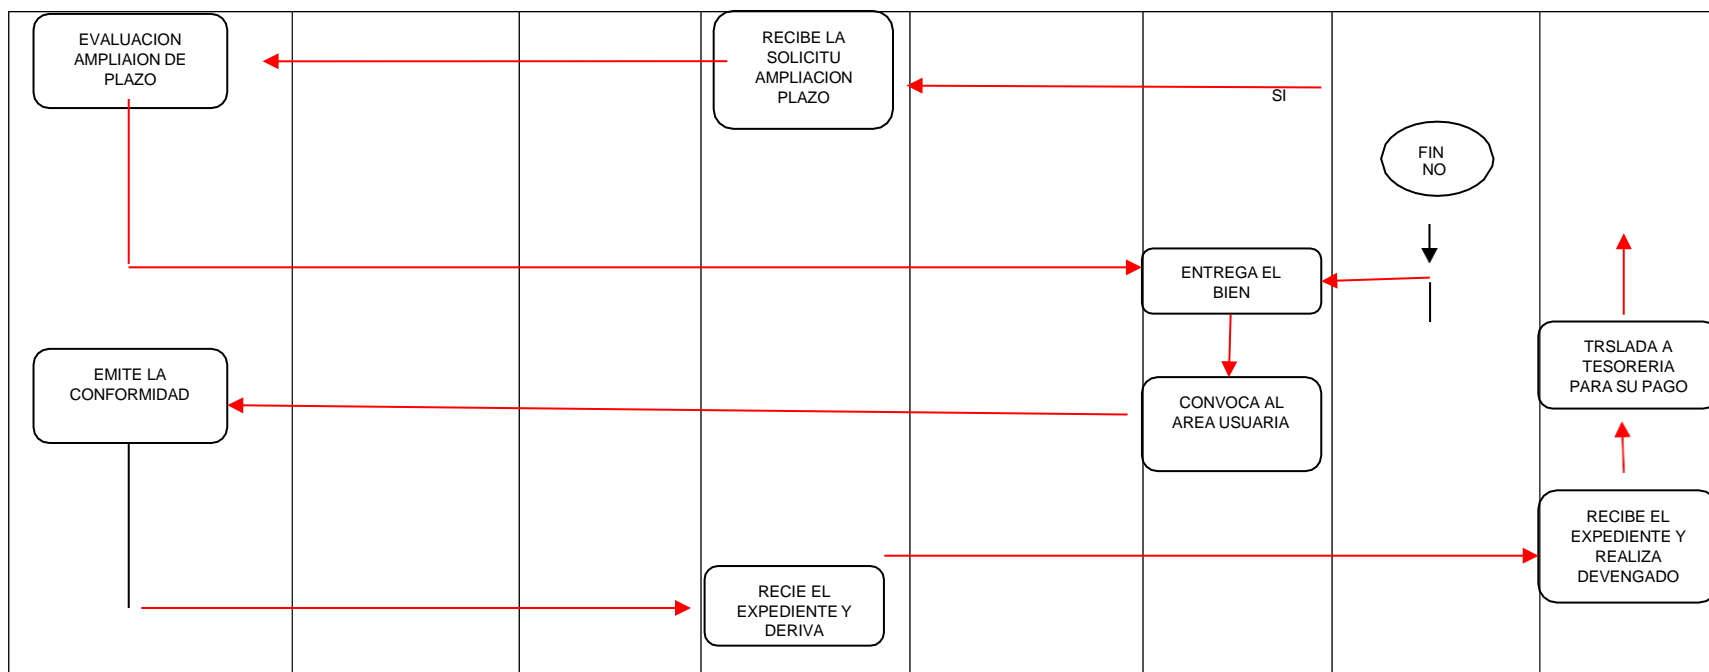 EVALUACION
AMPLIAION DE
PLAZO
RECIBE LA
SOLICITU
AMPLIACION
PLAZO
SI
FIN
NO
ENTREGA EL
BIEN
EMITE LA
CONFORMIDAD
CONVOCA AL
AREA USUARIA
TRSLADA A
TESORERIA
PARA SU PAGO
RECIBE EL
EXPEDIENTE Y
REALIZA
DEVENGADO
RECIE EL
EXPEDIENTE Y
DERIVA